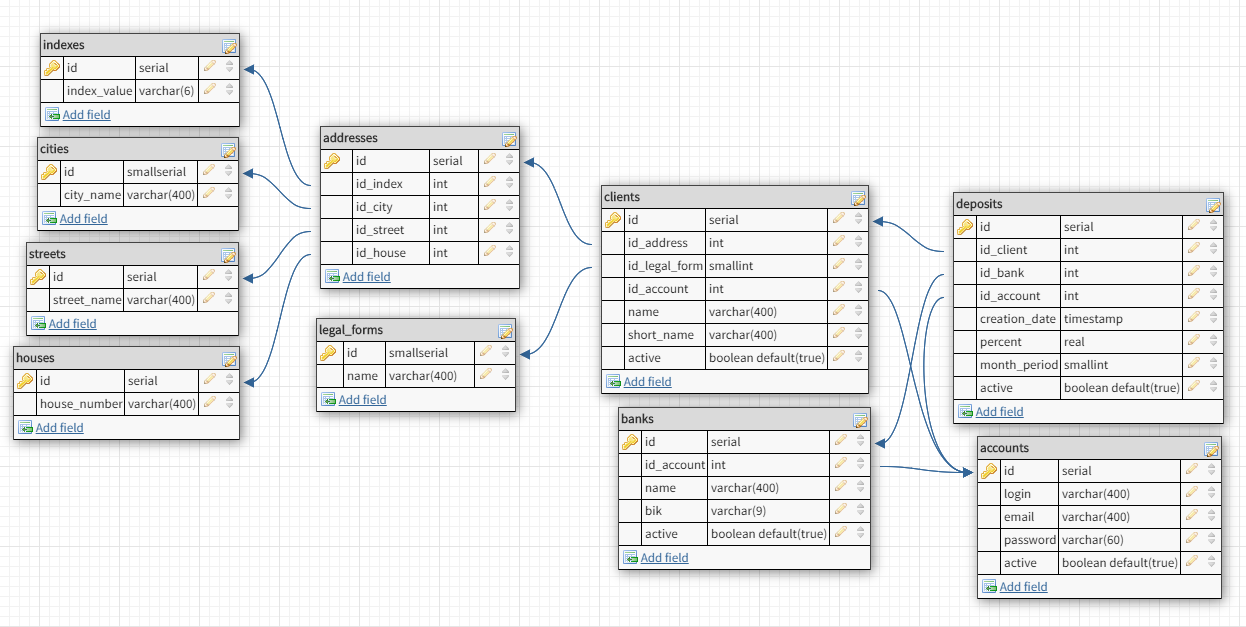 indexes
id serial
index_value varchar(6)
Add field
cities
id smallserial
city_name varchar(400)
Add field
streets
id serial
street_name varchar(400)
Add field
houses
id serial
house_number varchar(400)
Add field
addresses
id serial
id_index int
id_city int
id_street int
id_house int
Add field
legal_forms
id smallserial
name varchar(400)
Add field
clients
id serial
id_address int
id_legal_form smallint
id_account int
name varchar(400)
short_name varchar(400)
active boolean default(true)
Add field
banks
id serial
id_account int
name varchar(400)
bik varchar(9)
active boolean default(true)
Add field
deposits
id serial
id_client int
id_bank int
id_account int
creation_date timestamp
percent real
month_period smallint
active boolean default(true)
Add field
accounts
id serial
login varchar(400)
email varchar(400)
password varchar(60)
active boolean default(true)
Add field